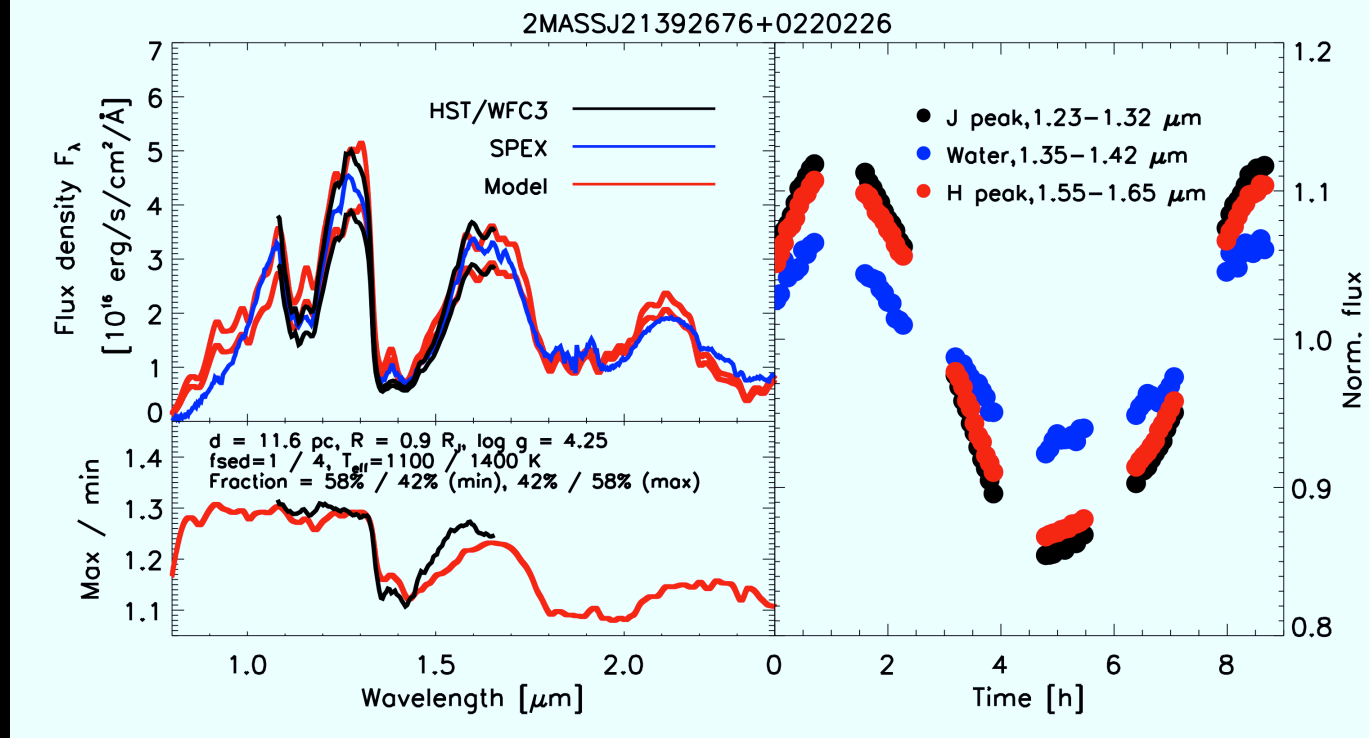 2MASSJ21392676+0220226
7
6
5
4
3
2
1
0
Flux density F_λ
[10¹⁶ erg/s/cm²/Å]
HST/WFC3
SPEX
Model
d = 11.6 pc, R = 0.9 R_J, log g = 4.25
fsed=1 / 4, T_eff=1100 / 1400 K
Fraction = 58% / 42% (min), 42% / 58% (max)
1.4
1.3
1.2
1.1
Max / min
1.0
1.5
2.0
Wavelength [μm]
J peak,1.23−1.32 μm
Water,1.35−1.42 μm
H peak,1.55−1.65 μm
1.2
1.1
1.0
0.9
0.8
Norm. flux
0
2
4
6
8
Time [h]